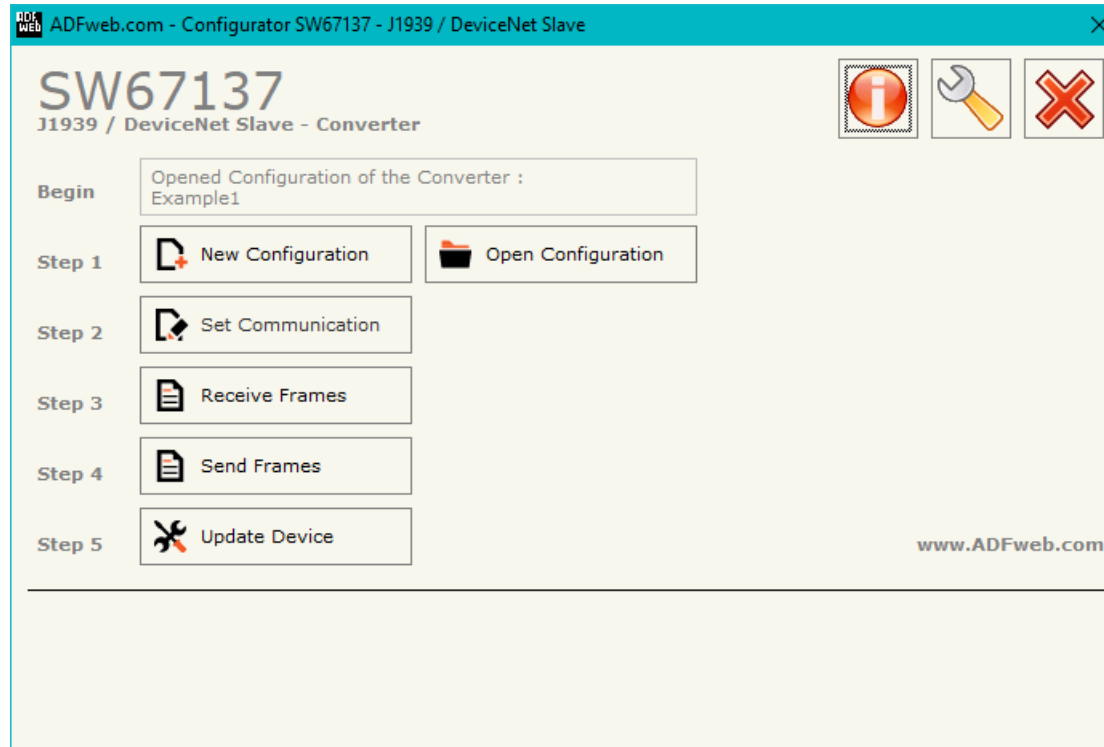 ADF WEB ADFweb.com - Configurator SW67137 - J1939 / DeviceNet Slave
SW67137
J1939 / DeviceNet Slave - Converter
Begin
Opened Configuration of the Converter :
Example1
Step 1 New Configuration Open Configuration
Step 2 Set Communication
Step 3 Receive Frames
Step 4 Send Frames
Step 5 Update Device
www.ADFweb.com